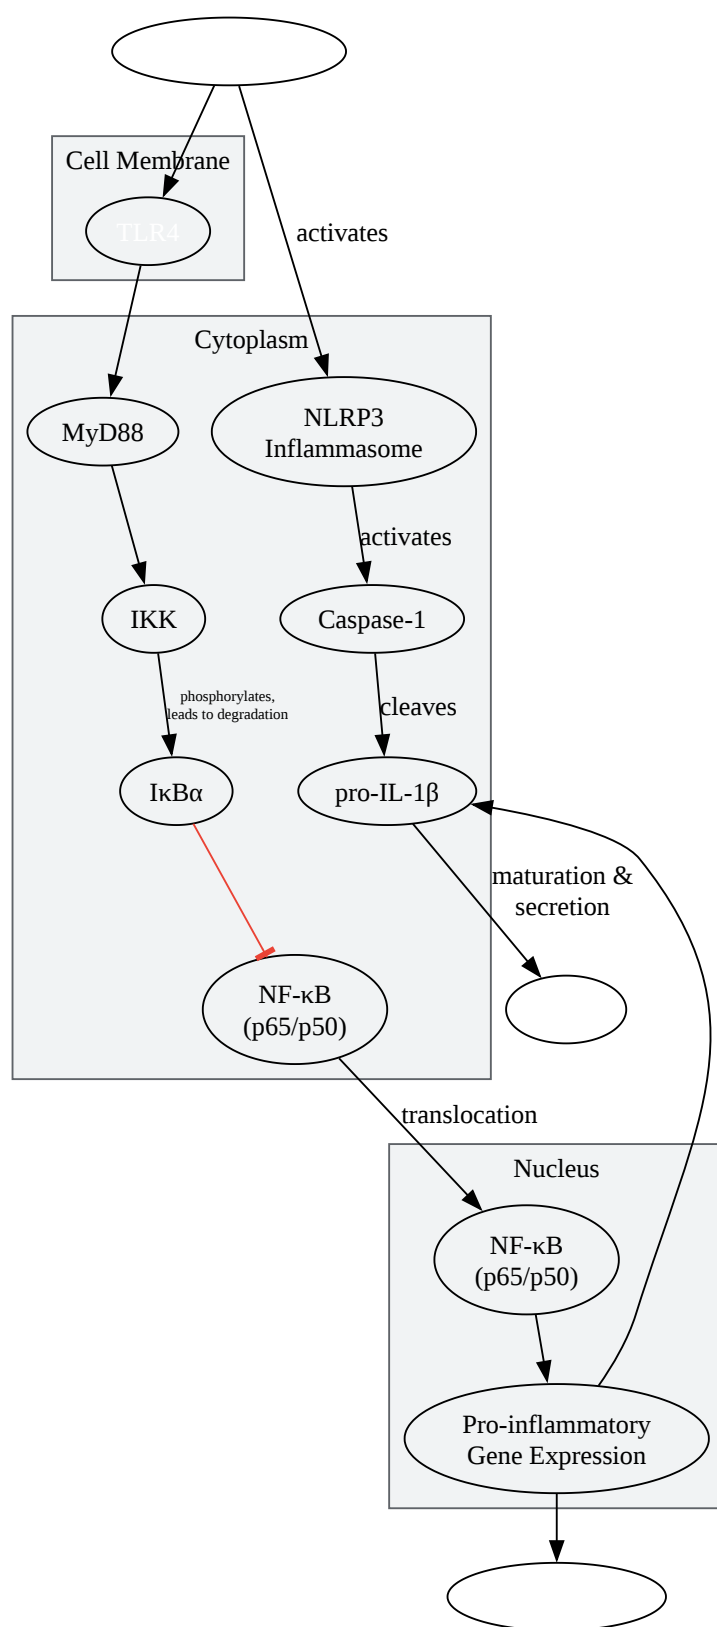 Cell Membrane
TLR4
activates
Cytoplasm
MyD88
NLRP3
Inflammasome
activates
IKK
Caspase-1
phosphorylates,
leads to degradation
cleaves
IκBα
pro-IL-1β
maturation &
secretion
NF-κB
(p65/p50)
translocation
Nucleus
NF-κB
(p65/p50)
Pro-inflammatory
Gene Expression